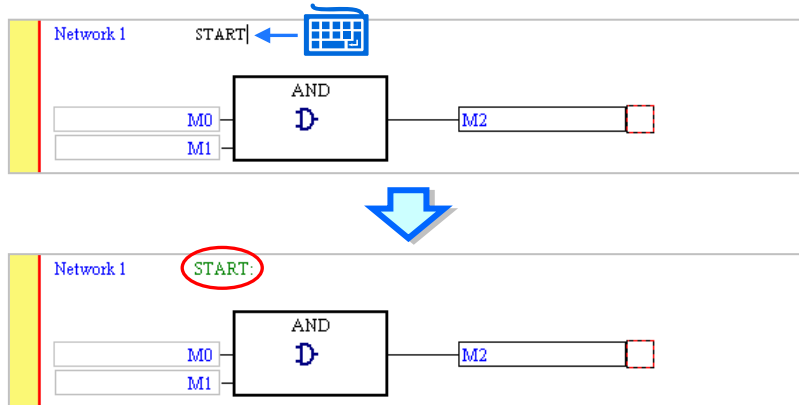 Network 1 START
AND
M0 M2
M1
Network 1 START:
AND
M0 M2
M1